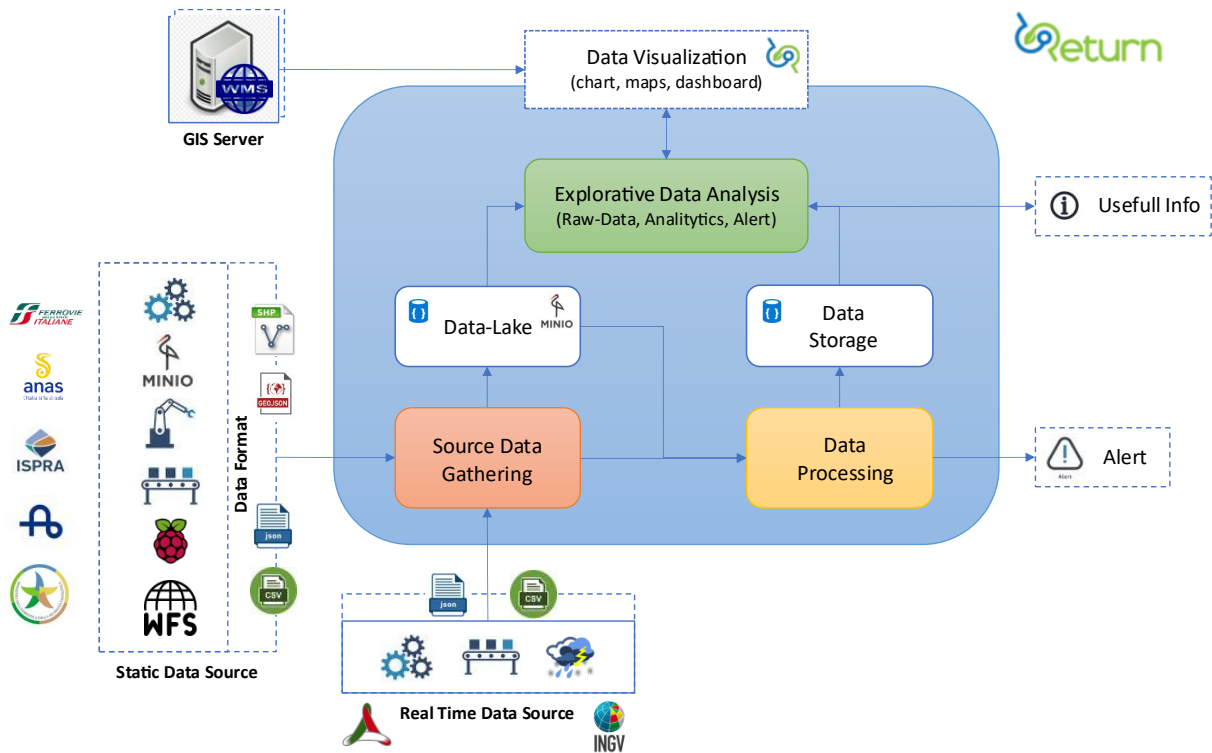 Return
Data Visualization
(chart, maps, dashboard)
WMS
GIS Server
Explorative Data Analysis
(Raw-Data, Analitytics, Alert)
Usefull Info
FERROVIE
ITALIANE
SHP
Data-Lake
MINIO
Data
Storage
MINIO
anas
GEOJSON
Data Format
ISPRA
Source Data
Gathering
Data
Processing
Alert
Alert
json
CSV
WFS
json
CSV
Static Data Source
Real Time Data Source
INGV